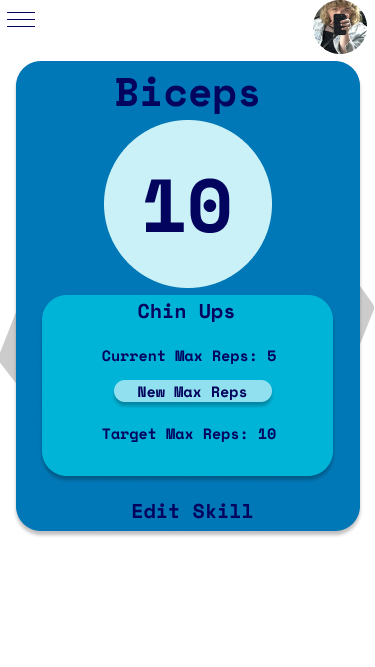 Biceps
10
Chin Ups
Current Max Reps: 5
New Max Reps
Target Max Reps: 10
Edit Skill